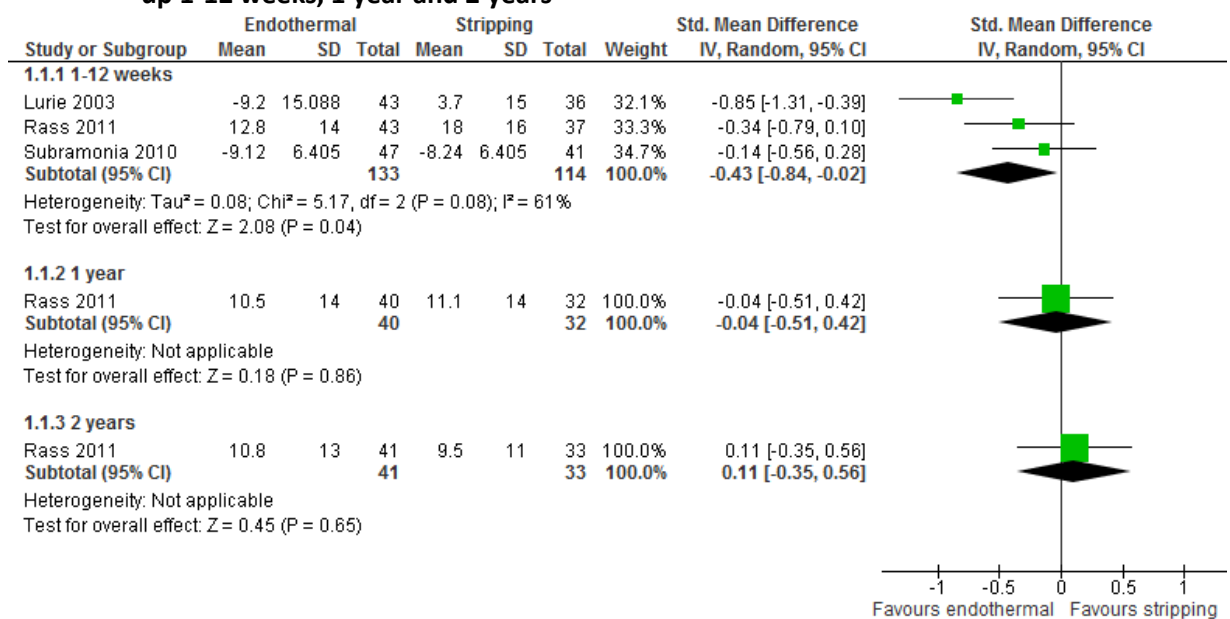 up 1-12 weeks, 1 year and 2 years
Endothermal Stripping Std. Mean Difference Std. Mean Difference
Study or Subgroup Mean SD Total Mean SD Total Weight IV, Random, 95% CI IV, Random, 95% CI
1.1.1 1-12 weeks
Lurie 2003 -9.2 15.088 43 3.7 15 36 32.1% -0.85 [-1.31, -0.39]
Rass 2011 12.8 14 43 18 16 37 33.3% -0.34 [-0.79, 0.10]
Subramonia 2010 -9.12 6.405 47 -8.24 6.405 41 34.7% -0.14 [-0.56, 0.28]
Subtotal (95% CI) 133 114 100.0% -0.43 [-0.84, -0.02]
Heterogeneity: Tau² = 0.08; Chi² = 5.17, df = 2 (P = 0.08); I² = 61%
Test for overall effect: Z = 2.08 (P = 0.04)
1.1.2 1 year
Rass 2011 10.5 14 40 11.1 14 32 100.0% -0.04 [-0.51, 0.42]
Subtotal (95% CI) 40 32 100.0% -0.04 [-0.51, 0.42]
Heterogeneity: Not applicable
Test for overall effect: Z = 0.18 (P = 0.86)
1.1.3 2 years
Rass 2011 10.8 13 41 9.5 11 33 100.0% 0.11 [-0.35, 0.56]
Subtotal (95% CI) 41 33 100.0% 0.11 [-0.35, 0.56]
Heterogeneity: Not applicable
Test for overall effect: Z = 0.45 (P = 0.65)
-1 -0.5 0 0.5 1
Favours endothermal Favours stripping